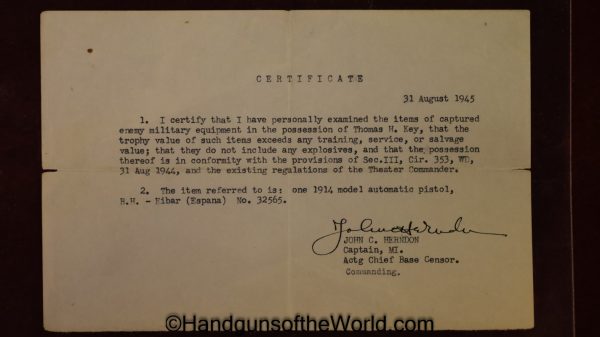 CERTIFICATE
31 August 1945
1. I certify that I have personally examined the items of captured
enemy military equipment in the possession of Thomas H. Key, that the
trophy value of such items exceeds any training, service, or salvage
value; that they do not include any explosives, and that the possession
thereof is in conformity with the provisions of Sec.III, Cir. 353, WD,
31 Aug 1944, and the existing regulations of the Theater Commander.
2. The item referred to is: one 1914 model automatic pistol,
B.H. - Eibar (Espana) No. 32565.
John C Herndon
JOHN C. HERNDON
Captain, MI.
Actg Chief Base Censor.
Commanding.
©HandgunsoftheWorld.com